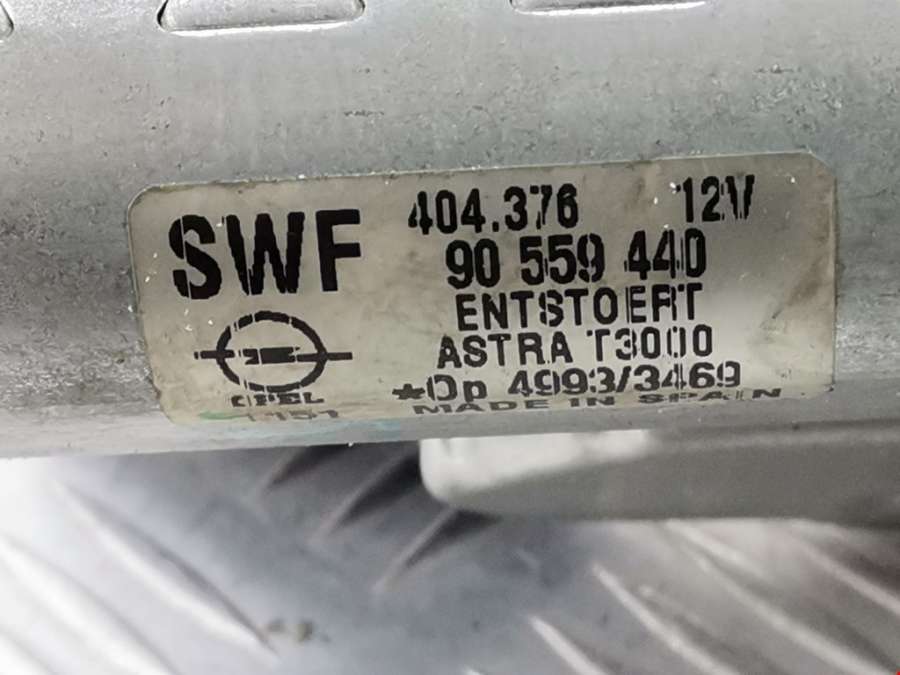 SWF 404.376 12V
90 559 440
ENTSTOERT
ASTRA T3000
*Op 4993/3469
OPEL
MADE IN SPAIN